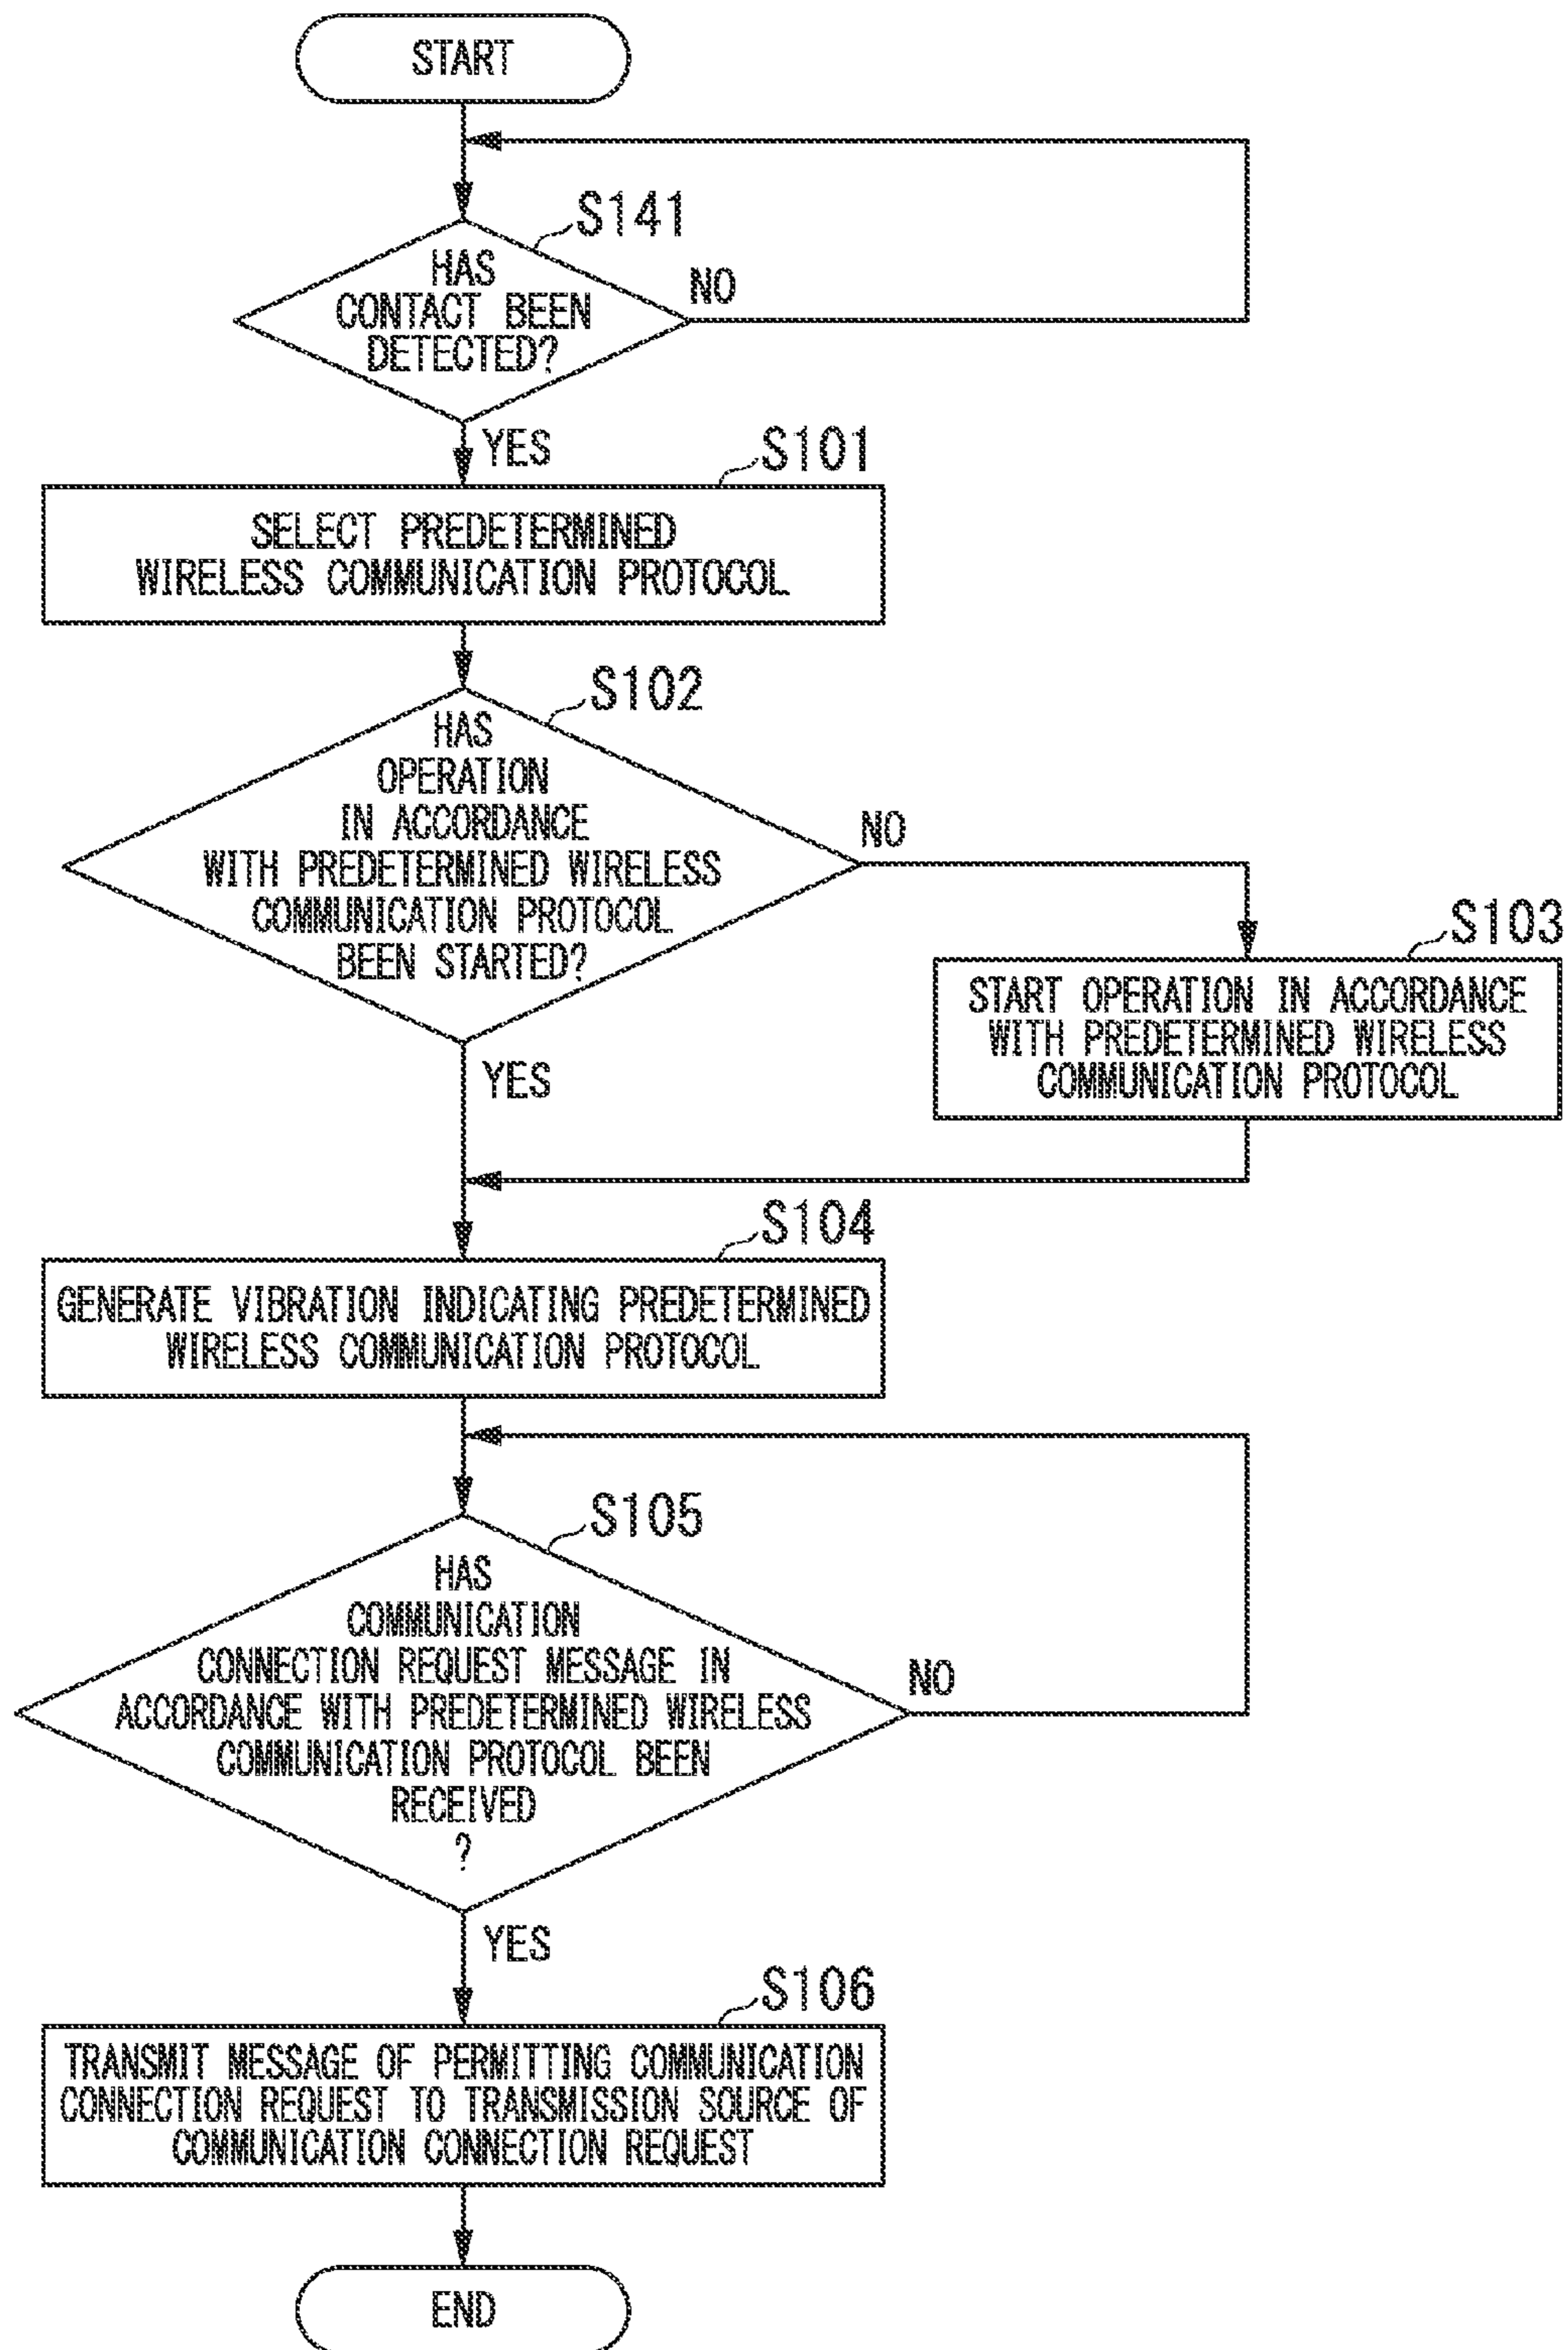 START
S141
HAS
CONTACT BEEN
DETECTED?
NO
YES
S101
SELECT PREDETERMINED
WIRELESS COMMUNICATION PROTOCOL
S102
HAS
OPERATION
IN ACCORDANCE
WITH PREDETERMINED WIRELESS
COMMUNICATION PROTOCOL
BEEN STARTED?
NO
YES
S103
START OPERATION IN ACCORDANCE
WITH PREDETERMINED WIRELESS
COMMUNICATION PROTOCOL
S104
GENERATE VIBRATION INDICATING PREDETERMINED
WIRELESS COMMUNICATION PROTOCOL
S105
HAS
COMMUNICATION
CONNECTION REQUEST MESSAGE IN
ACCORDANCE WITH PREDETERMINED WIRELESS
COMMUNICATION PROTOCOL BEEN
RECEIVED
?
NO
YES
S106
TRANSMIT MESSAGE OF PERMITTING COMMUNICATION
CONNECTION REQUEST TO TRANSMISSION SOURCE OF
COMMUNICATION CONNECTION REQUEST
END